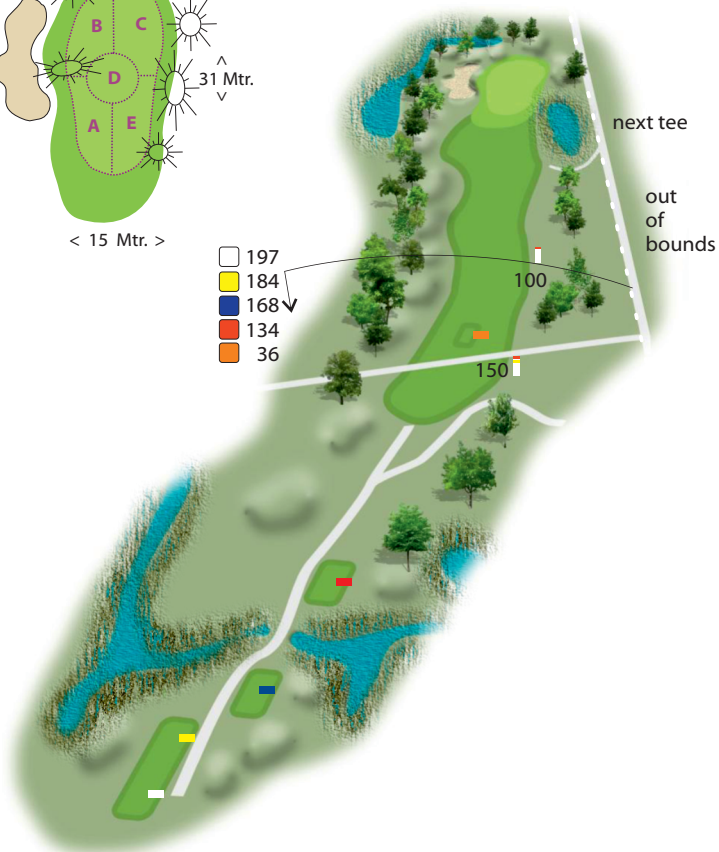 B C
D
A E
31 Mtr.
< 15 Mtr. >
197
184
168
134
36
next tee
out
of
bounds
100
150